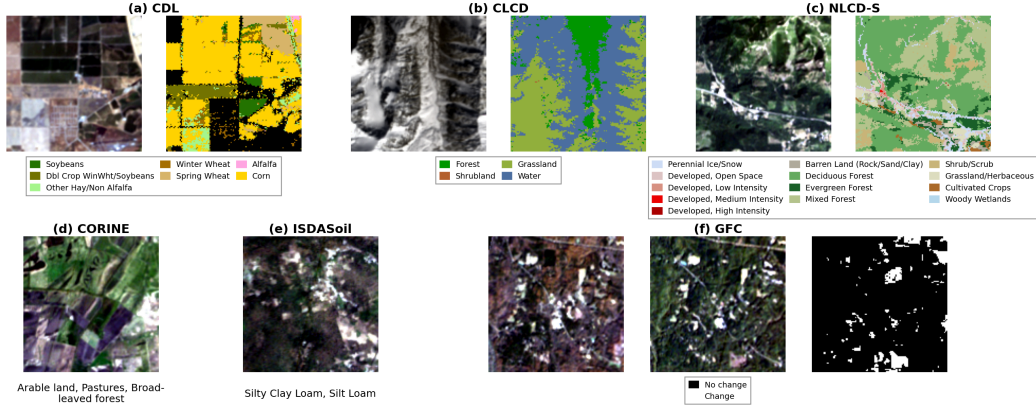 (a) CDL
(b) CLCD
(c) NLCD-S
Soybeans
Dbl Crop WinWht/Soybeans
Other Hay/Non Alfalfa
Winter Wheat
Spring Wheat
Alfalfa
Corn
Forest
Shrubland
Grassland
Water
Perennial Ice/Snow
Developed, Open Space
Developed, Low Intensity
Developed, Medium Intensity
Developed, High Intensity
Barren Land (Rock/Sand/Clay)
Deciduous Forest
Evergreen Forest
Mixed Forest
Shrub/Scrub
Grassland/Herbaceous
Cultivated Crops
Woody Wetlands
(d) CORINE
(e) ISDASoil
(f) GFC
Arable land, Pastures, Broad-
leaved forest
Silty Clay Loam, Silt Loam
No change
Change